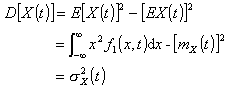 D[X(t)] = E[X(t)]² − [EX(t)]²
= ∫_{-∞}^{∞} x² f₁(x, t)dx - [m_X(t)]²
= σ_X²(t)